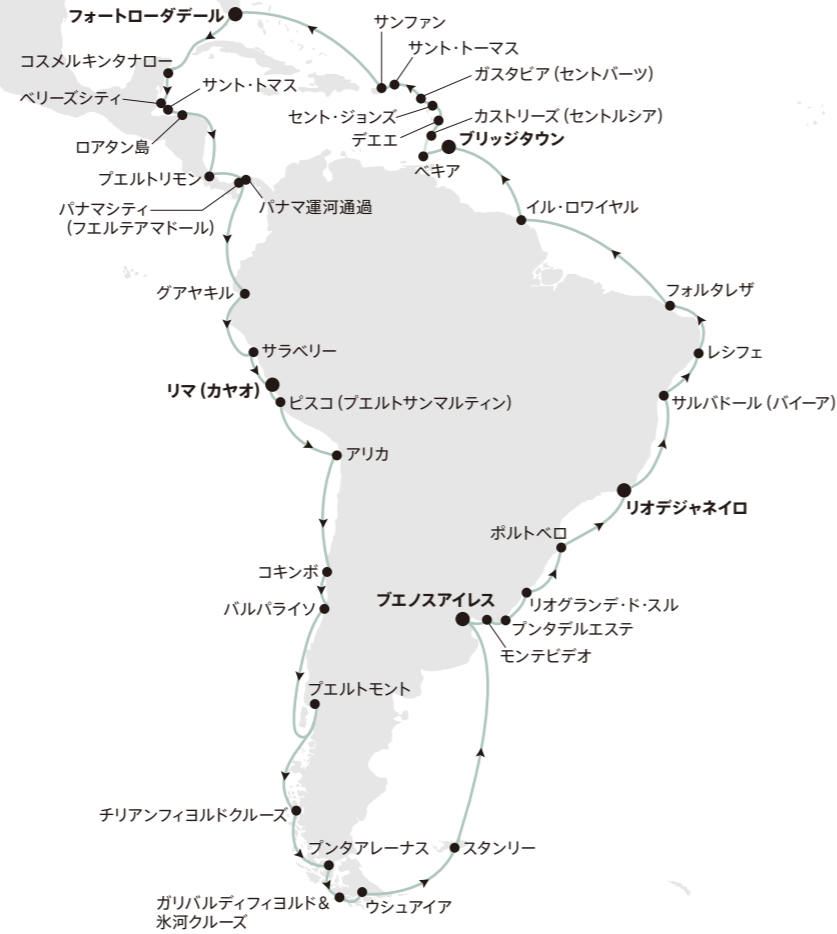 フォートローダデール
サンファン
サント・トーマス
コスメルキンタナロー
ガスタビア（セントバーツ）
サント・トマス
ベリーズシティ
セント・ジョンズ
カストリーズ（セントルシア）
デエエ
ブリッジタウン
ロアタン島
ベキア
プエルトリモン
パナマ運河通過
イル・ロワイヤル
パナマシティ
（フエルテアマドール）
グアヤキル
フォルタレザ
サラベリー
レシフェ
リマ（カヤオ）
ピスコ（プエルトサンマルティン）
サルバドール（バイーア）
アリカ
リオデジャネイロ
ポルトベロ
コキンボ
ブエノスアイレス
バルパライソ
リオグランデ・ド・スル
プンタデルエステ
モンテビデオ
プエルトモント
チリアンフィヨルドクルーズ
プンタアレーナス
スタンリー
ガリバルディフィヨルド&
氷河クルーズ
ウシュアイア